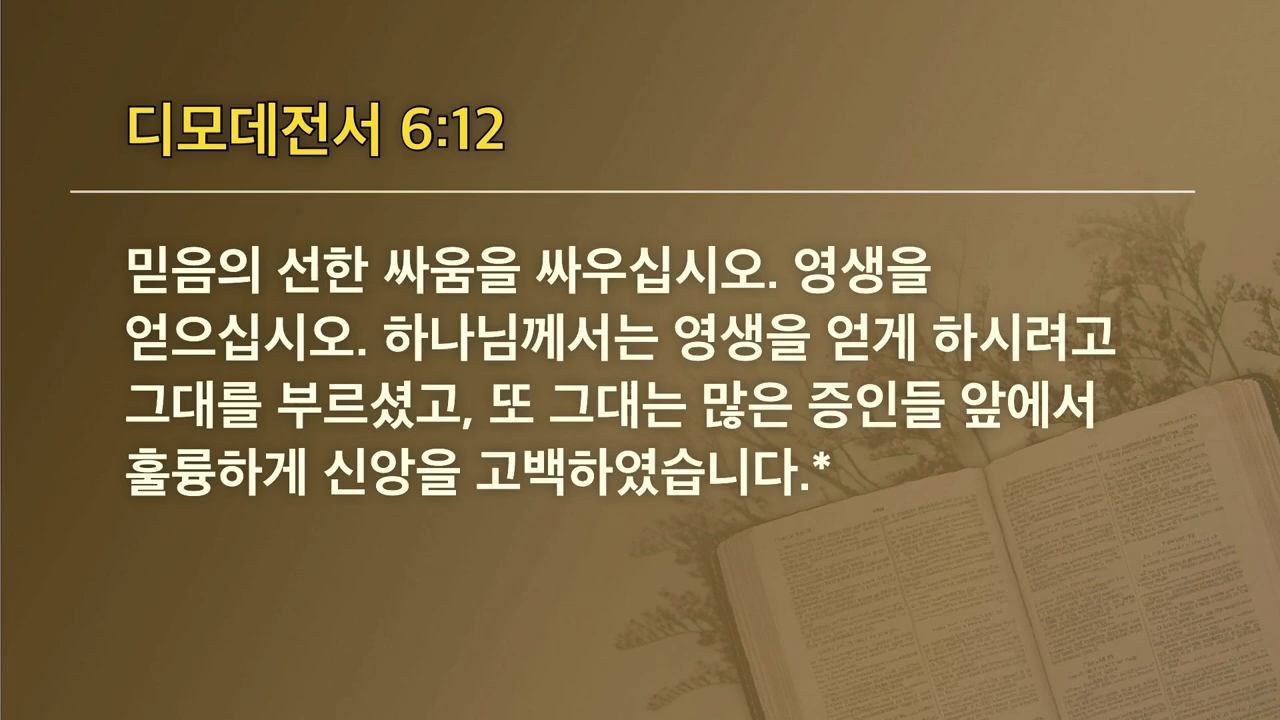 디모데전서 6:12
믿음의 선한 싸움을 싸우십시오. 영생을
얻으십시오. 하나님께서는 영생을 얻게 하시려고
그대를 부르셨고, 또 그대는 많은 증인들 앞에서
훌륭하게 신앙을 고백하였습니다.*